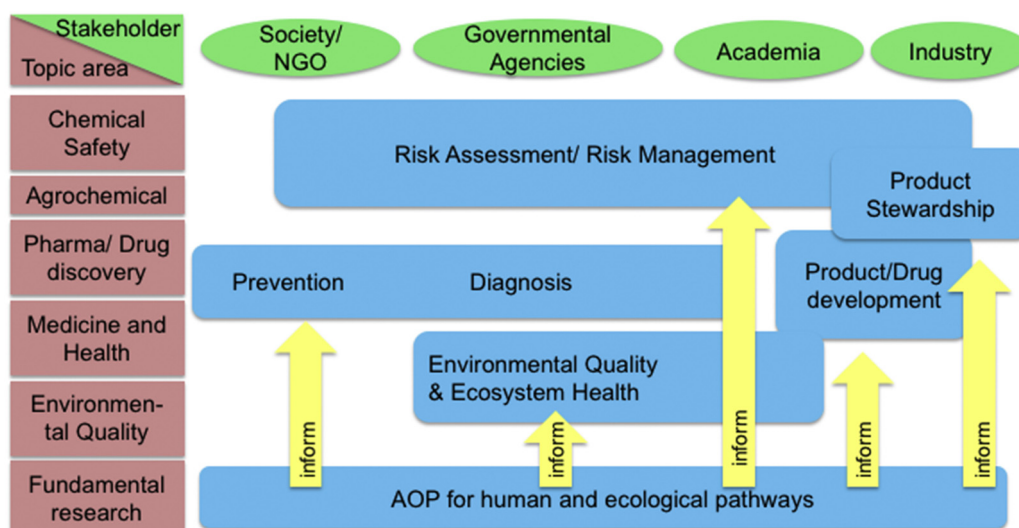 Stakeholder
Topic area
Society/
NGO
Governmental
Agencies
Academia
Industry
Chemical
Safety
Agrochemical
Pharma/ Drug
discovery
Medicine and
Health
Environmen-
tal Quality
Fundamental
research
Risk Assessment/ Risk Management
Product
Stewardship
Prevention
Diagnosis
Product/Drug
development
Environmental Quality
& Ecosystem Health
inform
inform
inform
inform
inform
AOP for human and ecological pathways